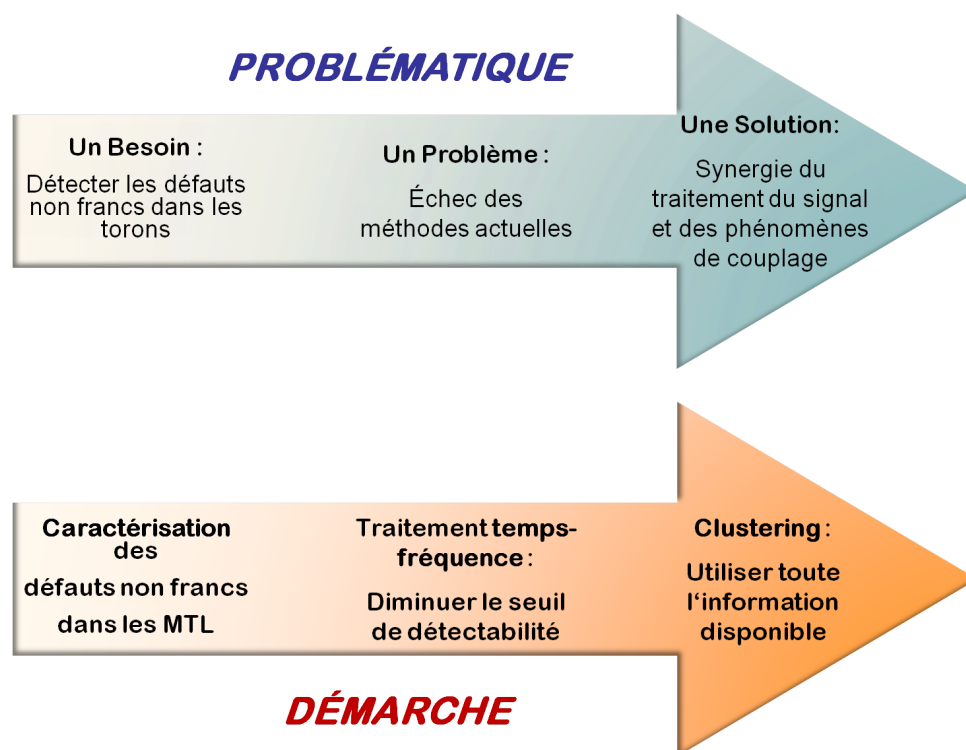 PROBLÉMATIQUE
Un Besoin :
Détecter les défauts
non francs dans les
torons
Un Problème :
Échec des
méthodes actuelles
Une Solution:
Synergie du
traitement du signal
et des phénomènes
de couplage
Caractérisation
des
défauts non francs
dans les MTL
Traitement temps-
fréquence :
Diminuer le seuil
de détectabilité
Clustering :
Utiliser toute
l‘information
disponible
DÉMARCHE